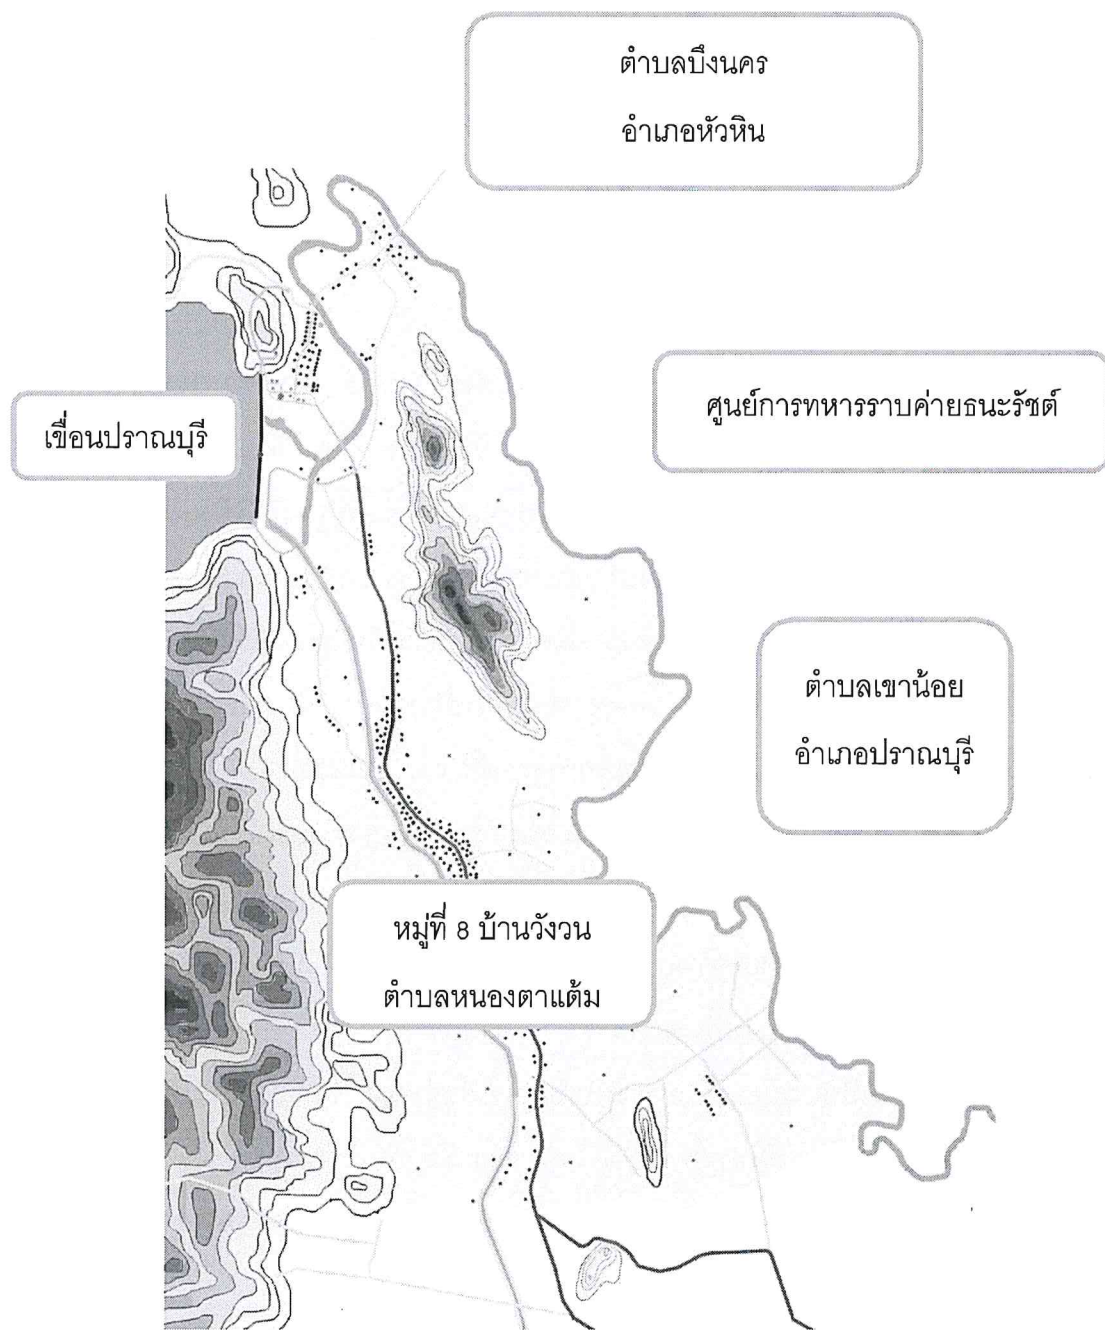 ตำบลบึงนคร
อำเภอหัวหิน
ศูนย์การทหารราบค่ายธนะรัชต์
เขื่อนปราณบุรี
ตำบลเขาน้อย
อำเภอปราณบุรี
หมู่ที่ 8 บ้านวังวน
ตำบลหนองตาแต้ม